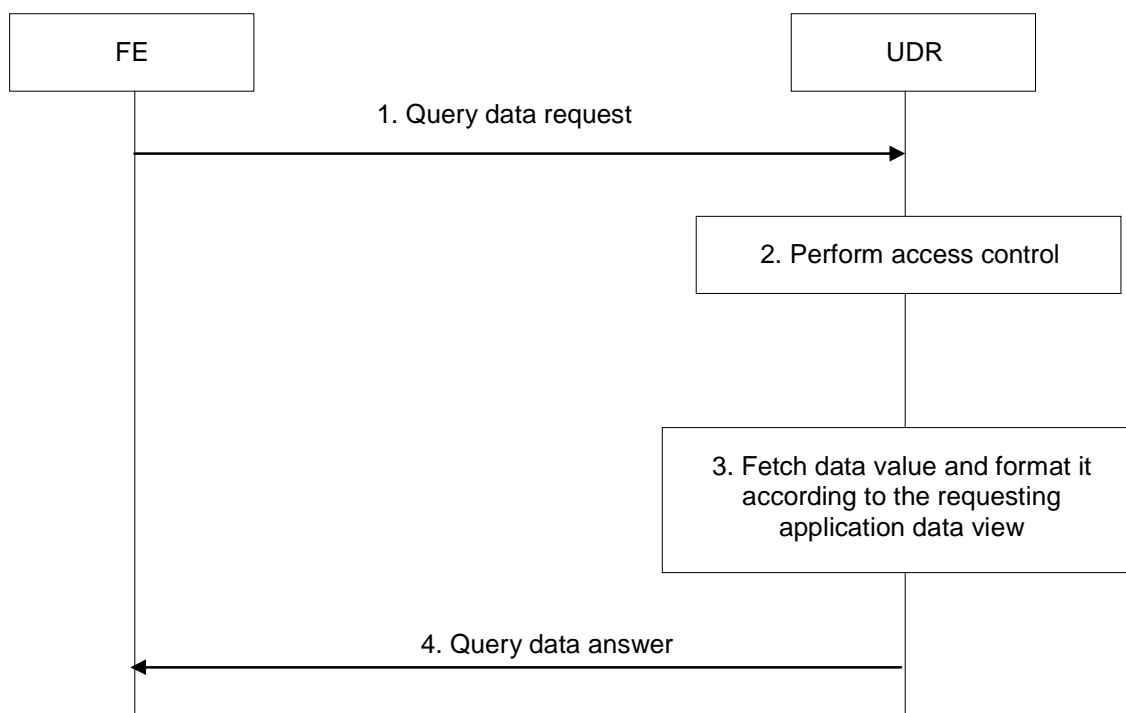 FE
UDR
1. Query data request
2. Perform access control
3. Fetch data value and format it
according to the requesting
application data view
4. Query data answer